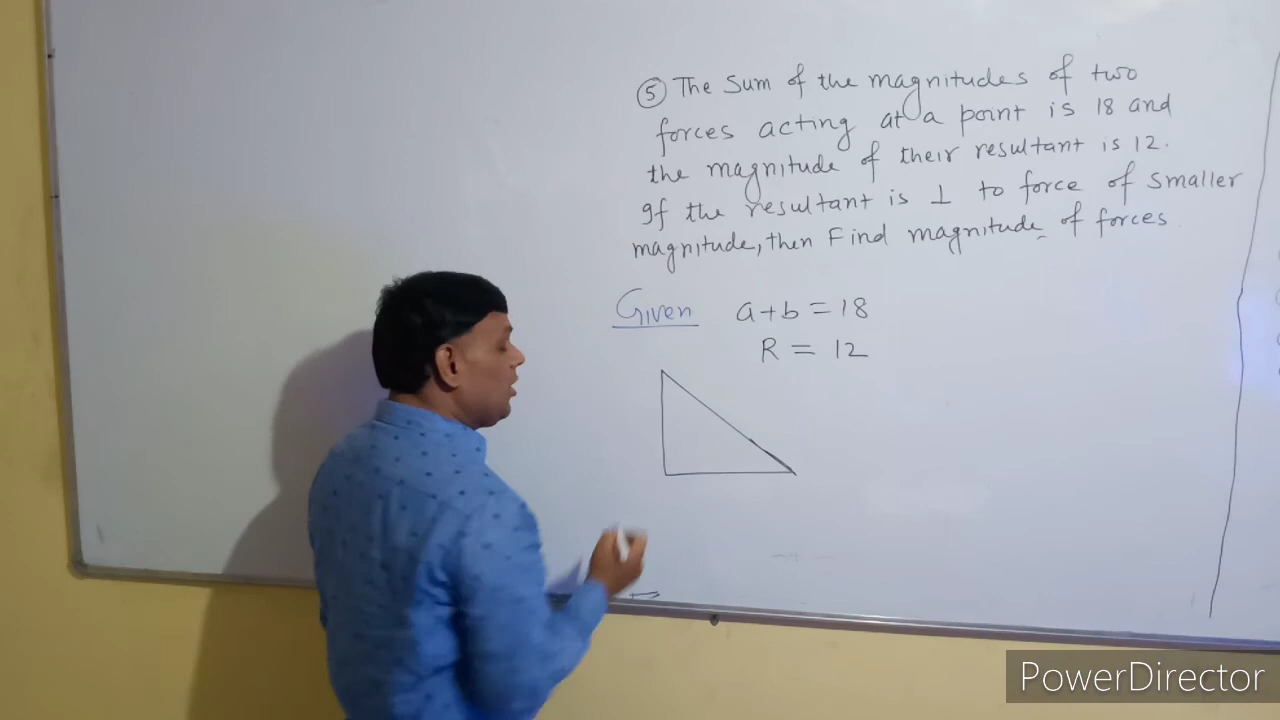 ⑤ The Sum of the magnitudes of two
forces acting at a point is 18 and
the magnitude of their resultant is 12.
If the resultant is ⊥ to force of smaller
magnitude, then Find magnitude of forces
Given a+b=18
R = 12
PowerDirector